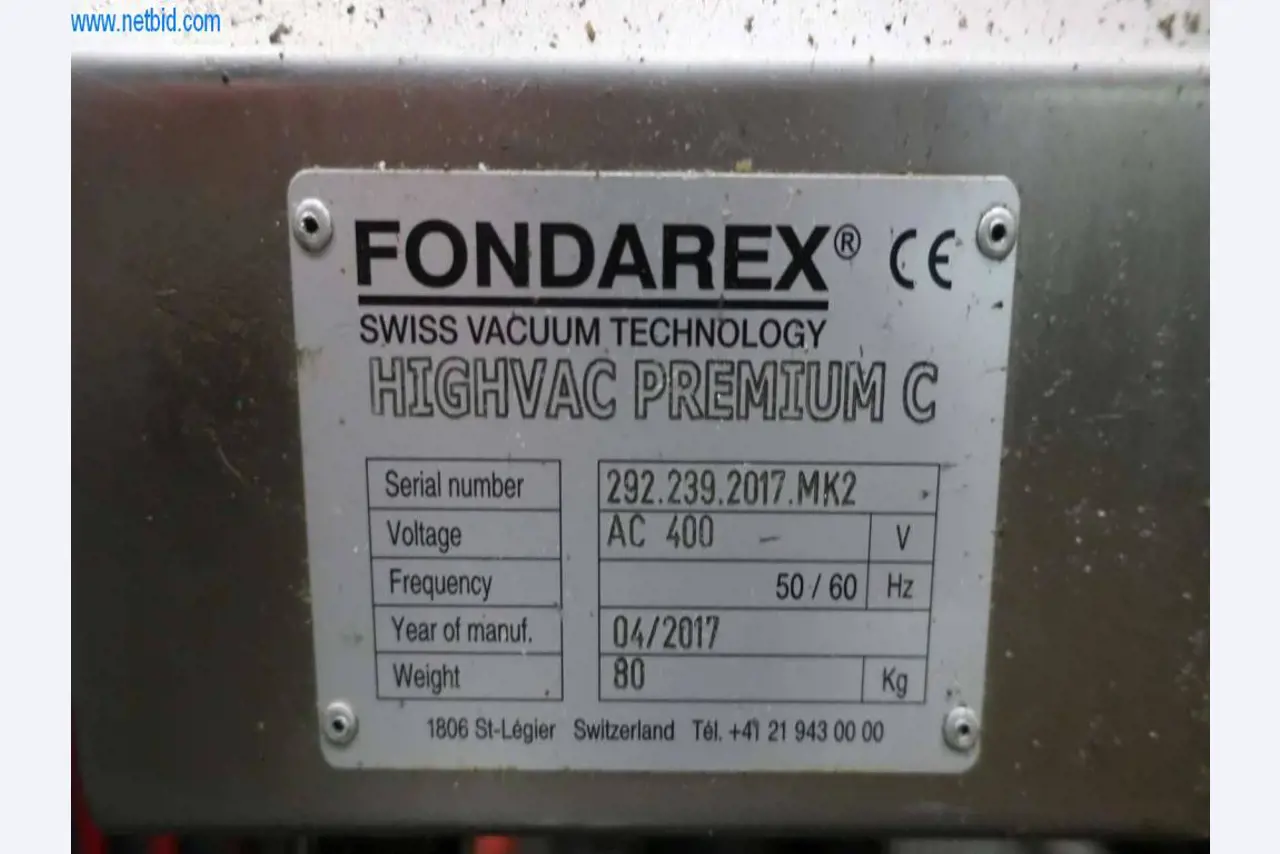 www.netbid.com
FONDAREX® CE
SWISS VACUUM TECHNOLOGY
HIGHVAC PREMIUM C
Serial number 292.239.2017.MK2
Voltage AC 400 V
Frequency 50 / 60 Hz
Year of manuf. 04/2017
Weight 80 Kg
1806 St-Légier Switzerland Tél. +41 21 943 00 00